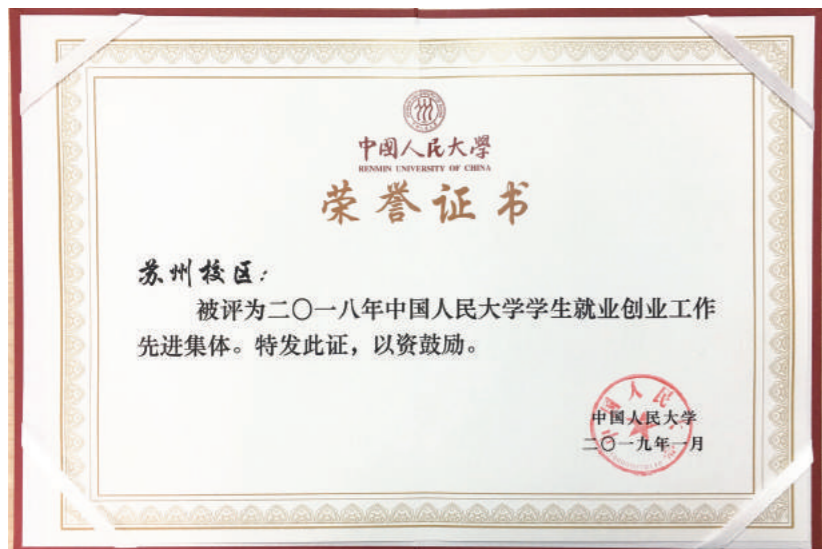 中国人民大學
RENMIN UNIVERSITY OF CHINA
荣誉证书
苏州校区:
被评为二〇一八年中国人民大学学生就业创业工作
先进集体。特发此证，以资鼓励。
中国人民大学
二〇一九年一月